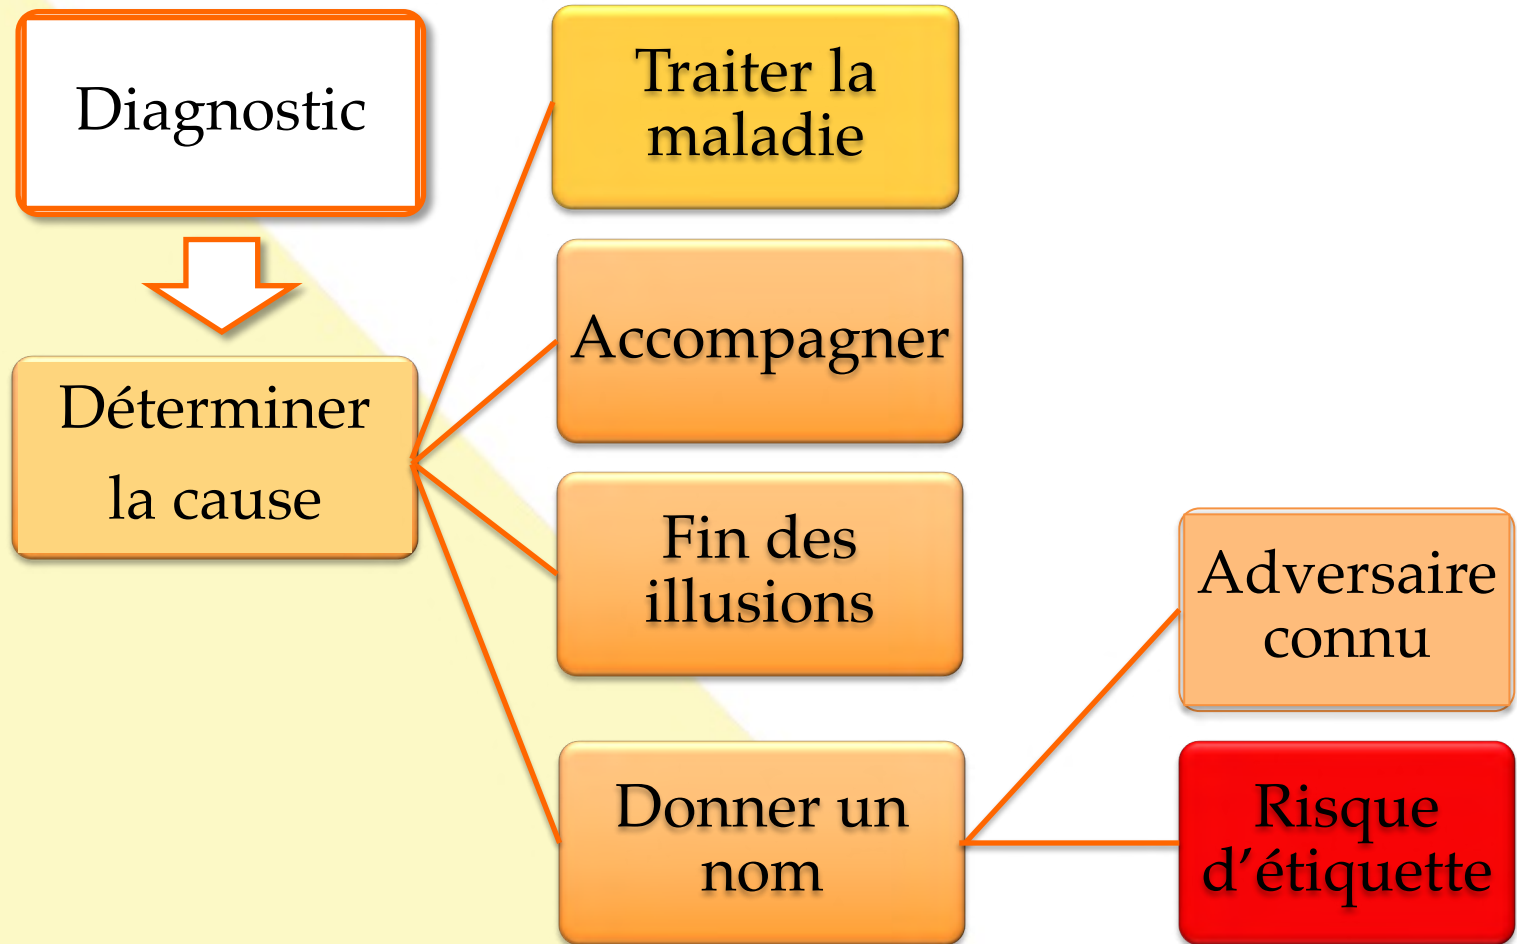 Diagnostic
Déterminer
la cause
Traiter la
maladie
Accompagner
Fin des
illusions
Donner un
nom
Adversaire
connu
Risque
d’étiquette